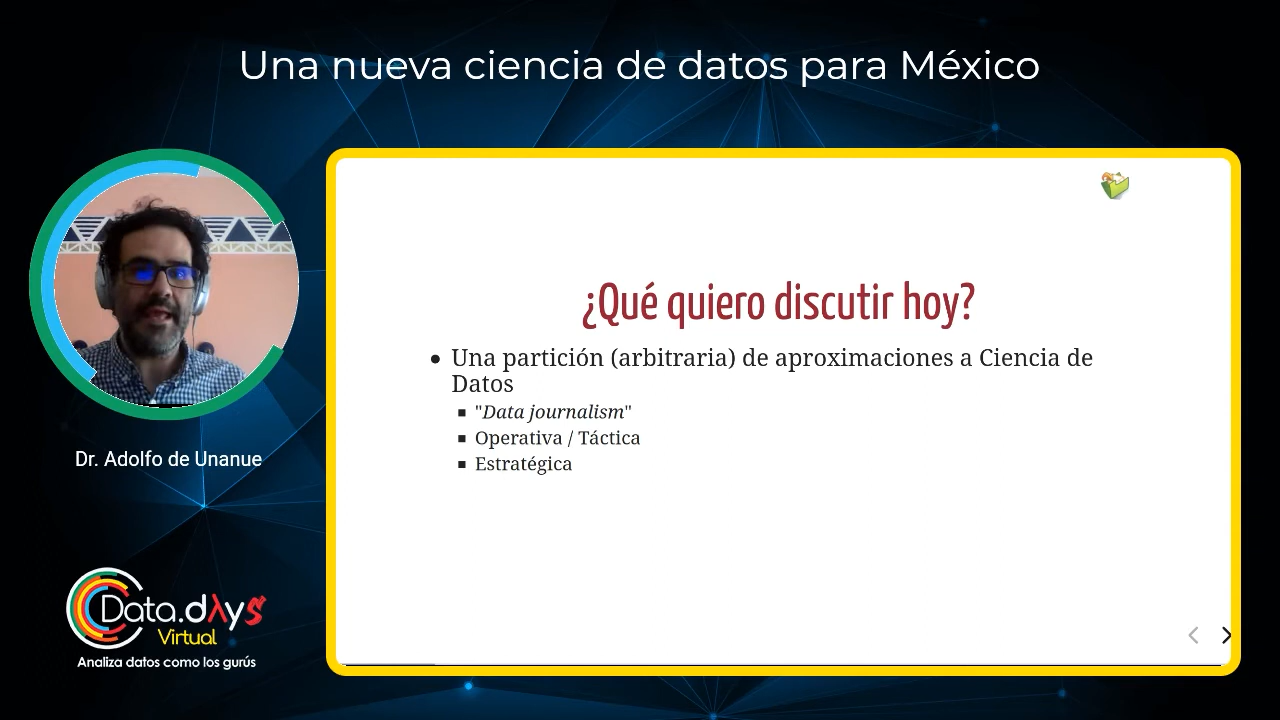 Una nueva ciencia de datos para México
¿Qué quiero discutir hoy?
● Una partición (arbitraria) de aproximaciones a Ciencia de
Datos
■ "Data journalism"
■ Operativa / Táctica
■ Estratégica
Dr. Adolfo de Unanue
Data.dλys
Virtual
Analiza datos como los gurús